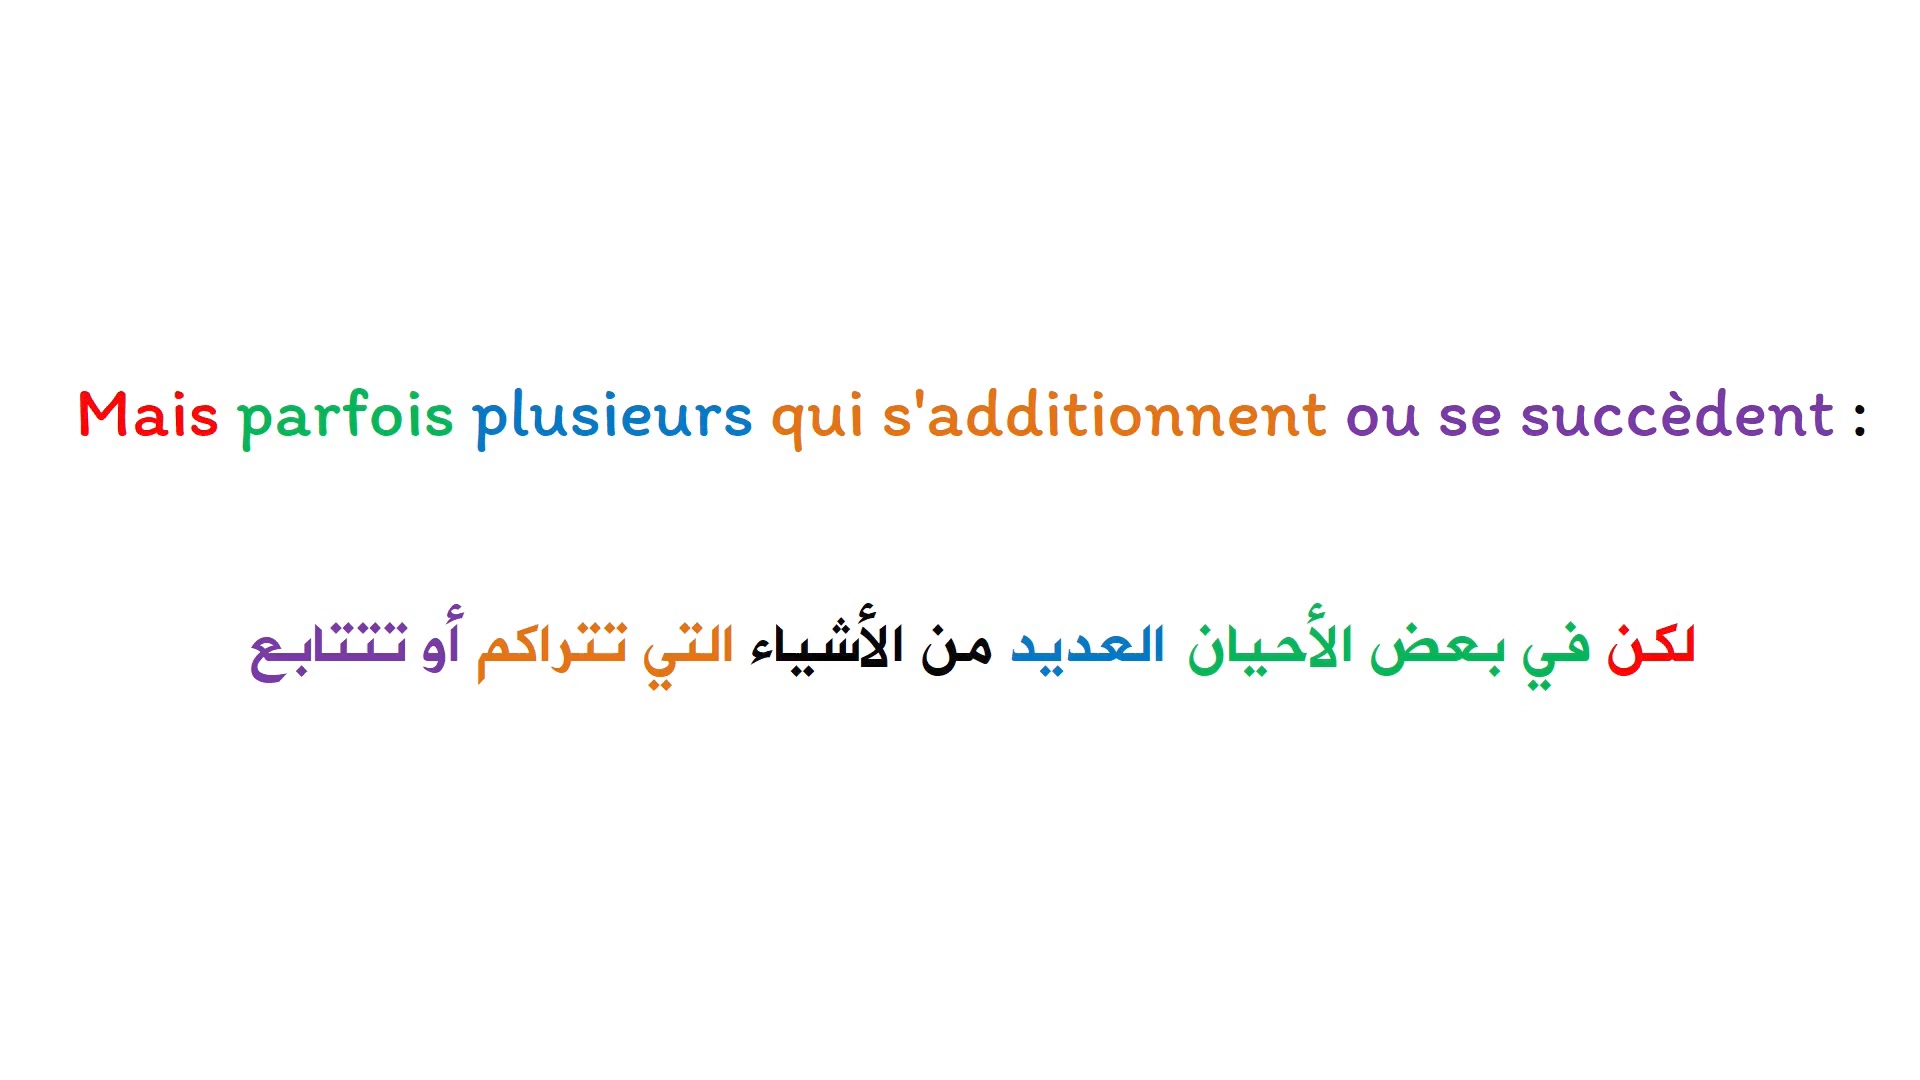 Mais parfois plusieurs qui s'additionnent ou se succèdent :
لكن في بعض الأحيان العديد من الأشياء التي تتراكم أو تتتابع